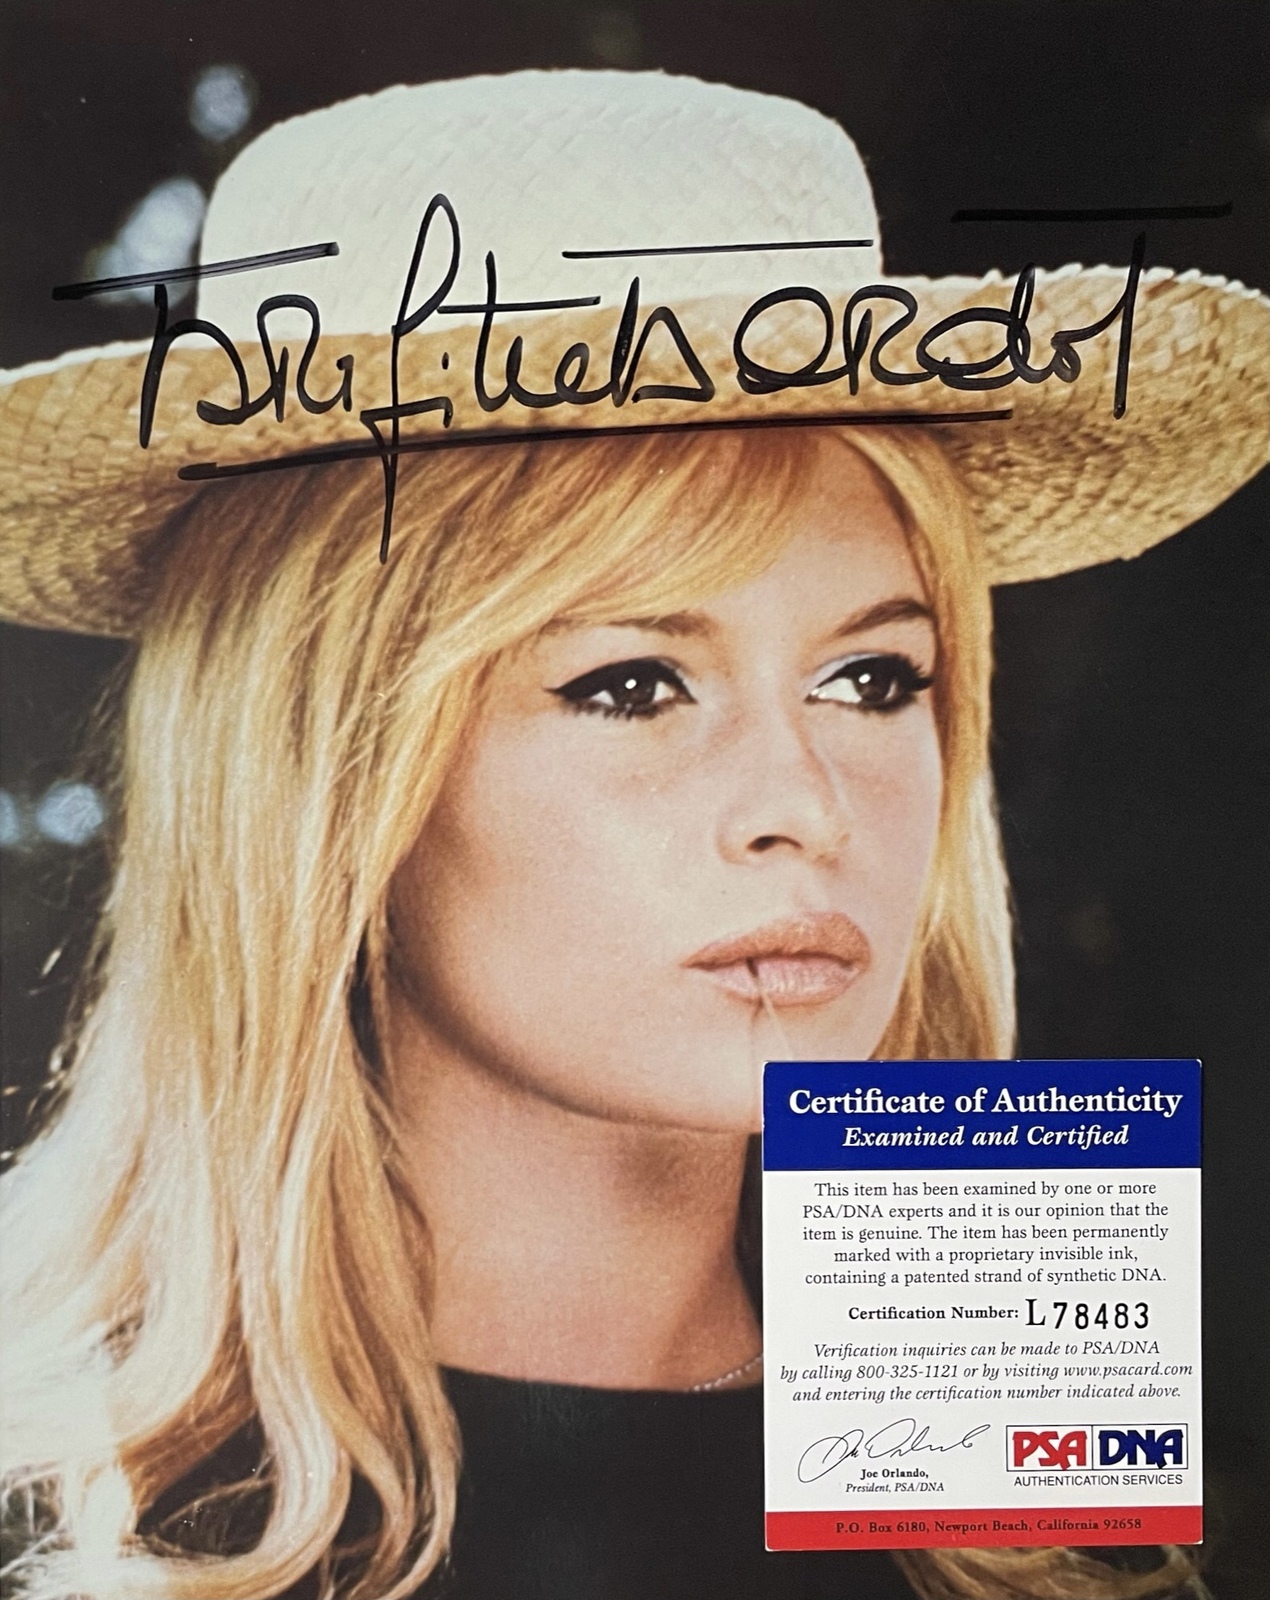 Brigitte Bardot
Certificate of Authenticity
Examined and Certified
This item has been examined by one or more
PSA/DNA experts and it is our opinion that the
item is genuine. The item has been permanently
marked with a proprietary invisible ink,
containing a patented strand of synthetic DNA.
Certification Number: L78483
Verification inquiries can be made to PSA/DNA
by calling 800-325-1121 or by visiting www.psacard.com
and entering the certification number indicated above.
Joe Orlando,
President, PSA/DNA
PSA DNA
AUTHENTICATION SERVICES
P.O. Box 6180, Newport Beach, California 92658